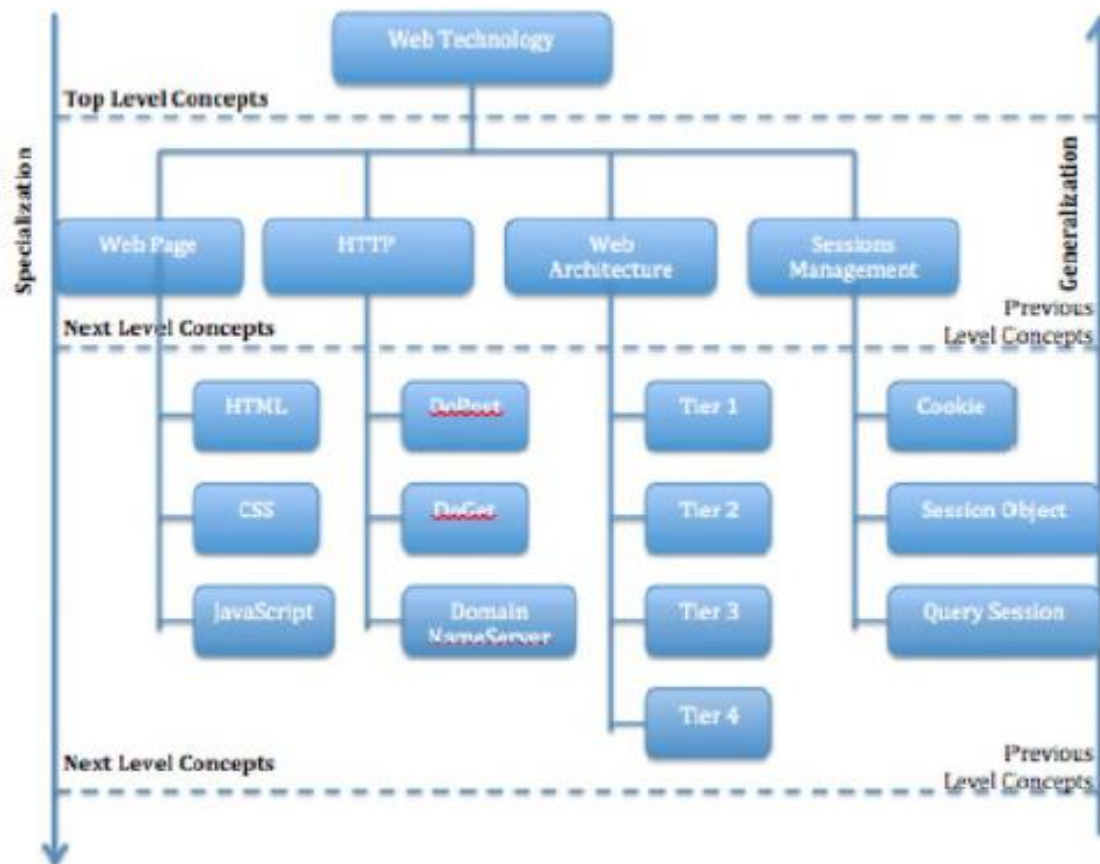 Web Technology
Top Level Concepts
Specialization
Generalization
Web Page
HTTP
Web
Architecture
Sessions
Management
Previous
Level Concepts
Next Level Concepts
HTML
DoPost
Tier 1
Cookie
CSS
DoGet
Tier 2
Session Object
JavaScript
Domain
NameServer
Tier 3
Query Session
Tier 4
Next Level Concepts
Previous
Level Concepts